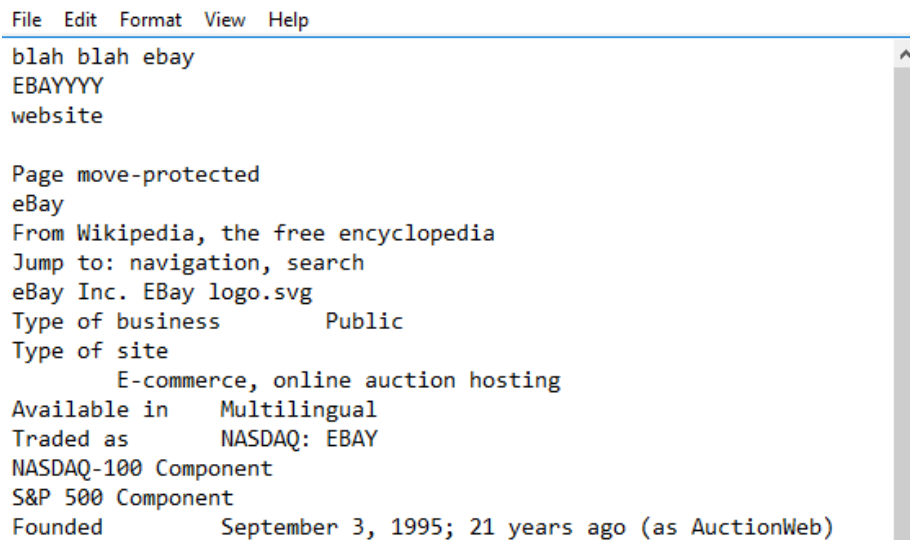 File Edit Format View Help
blah blah ebay
EBAYYYY
website
Page move-protected
eBay
From Wikipedia, the free encyclopedia
Jump to: navigation, search
eBay Inc. EBay logo.svg
Type of business Public
Type of site
E-commerce, online auction hosting
Available in Multilingual
Traded as NASDAQ: EBAY
NASDAQ-100 Component
S&P 500 Component
Founded September 3, 1995; 21 years ago (as AuctionWeb)